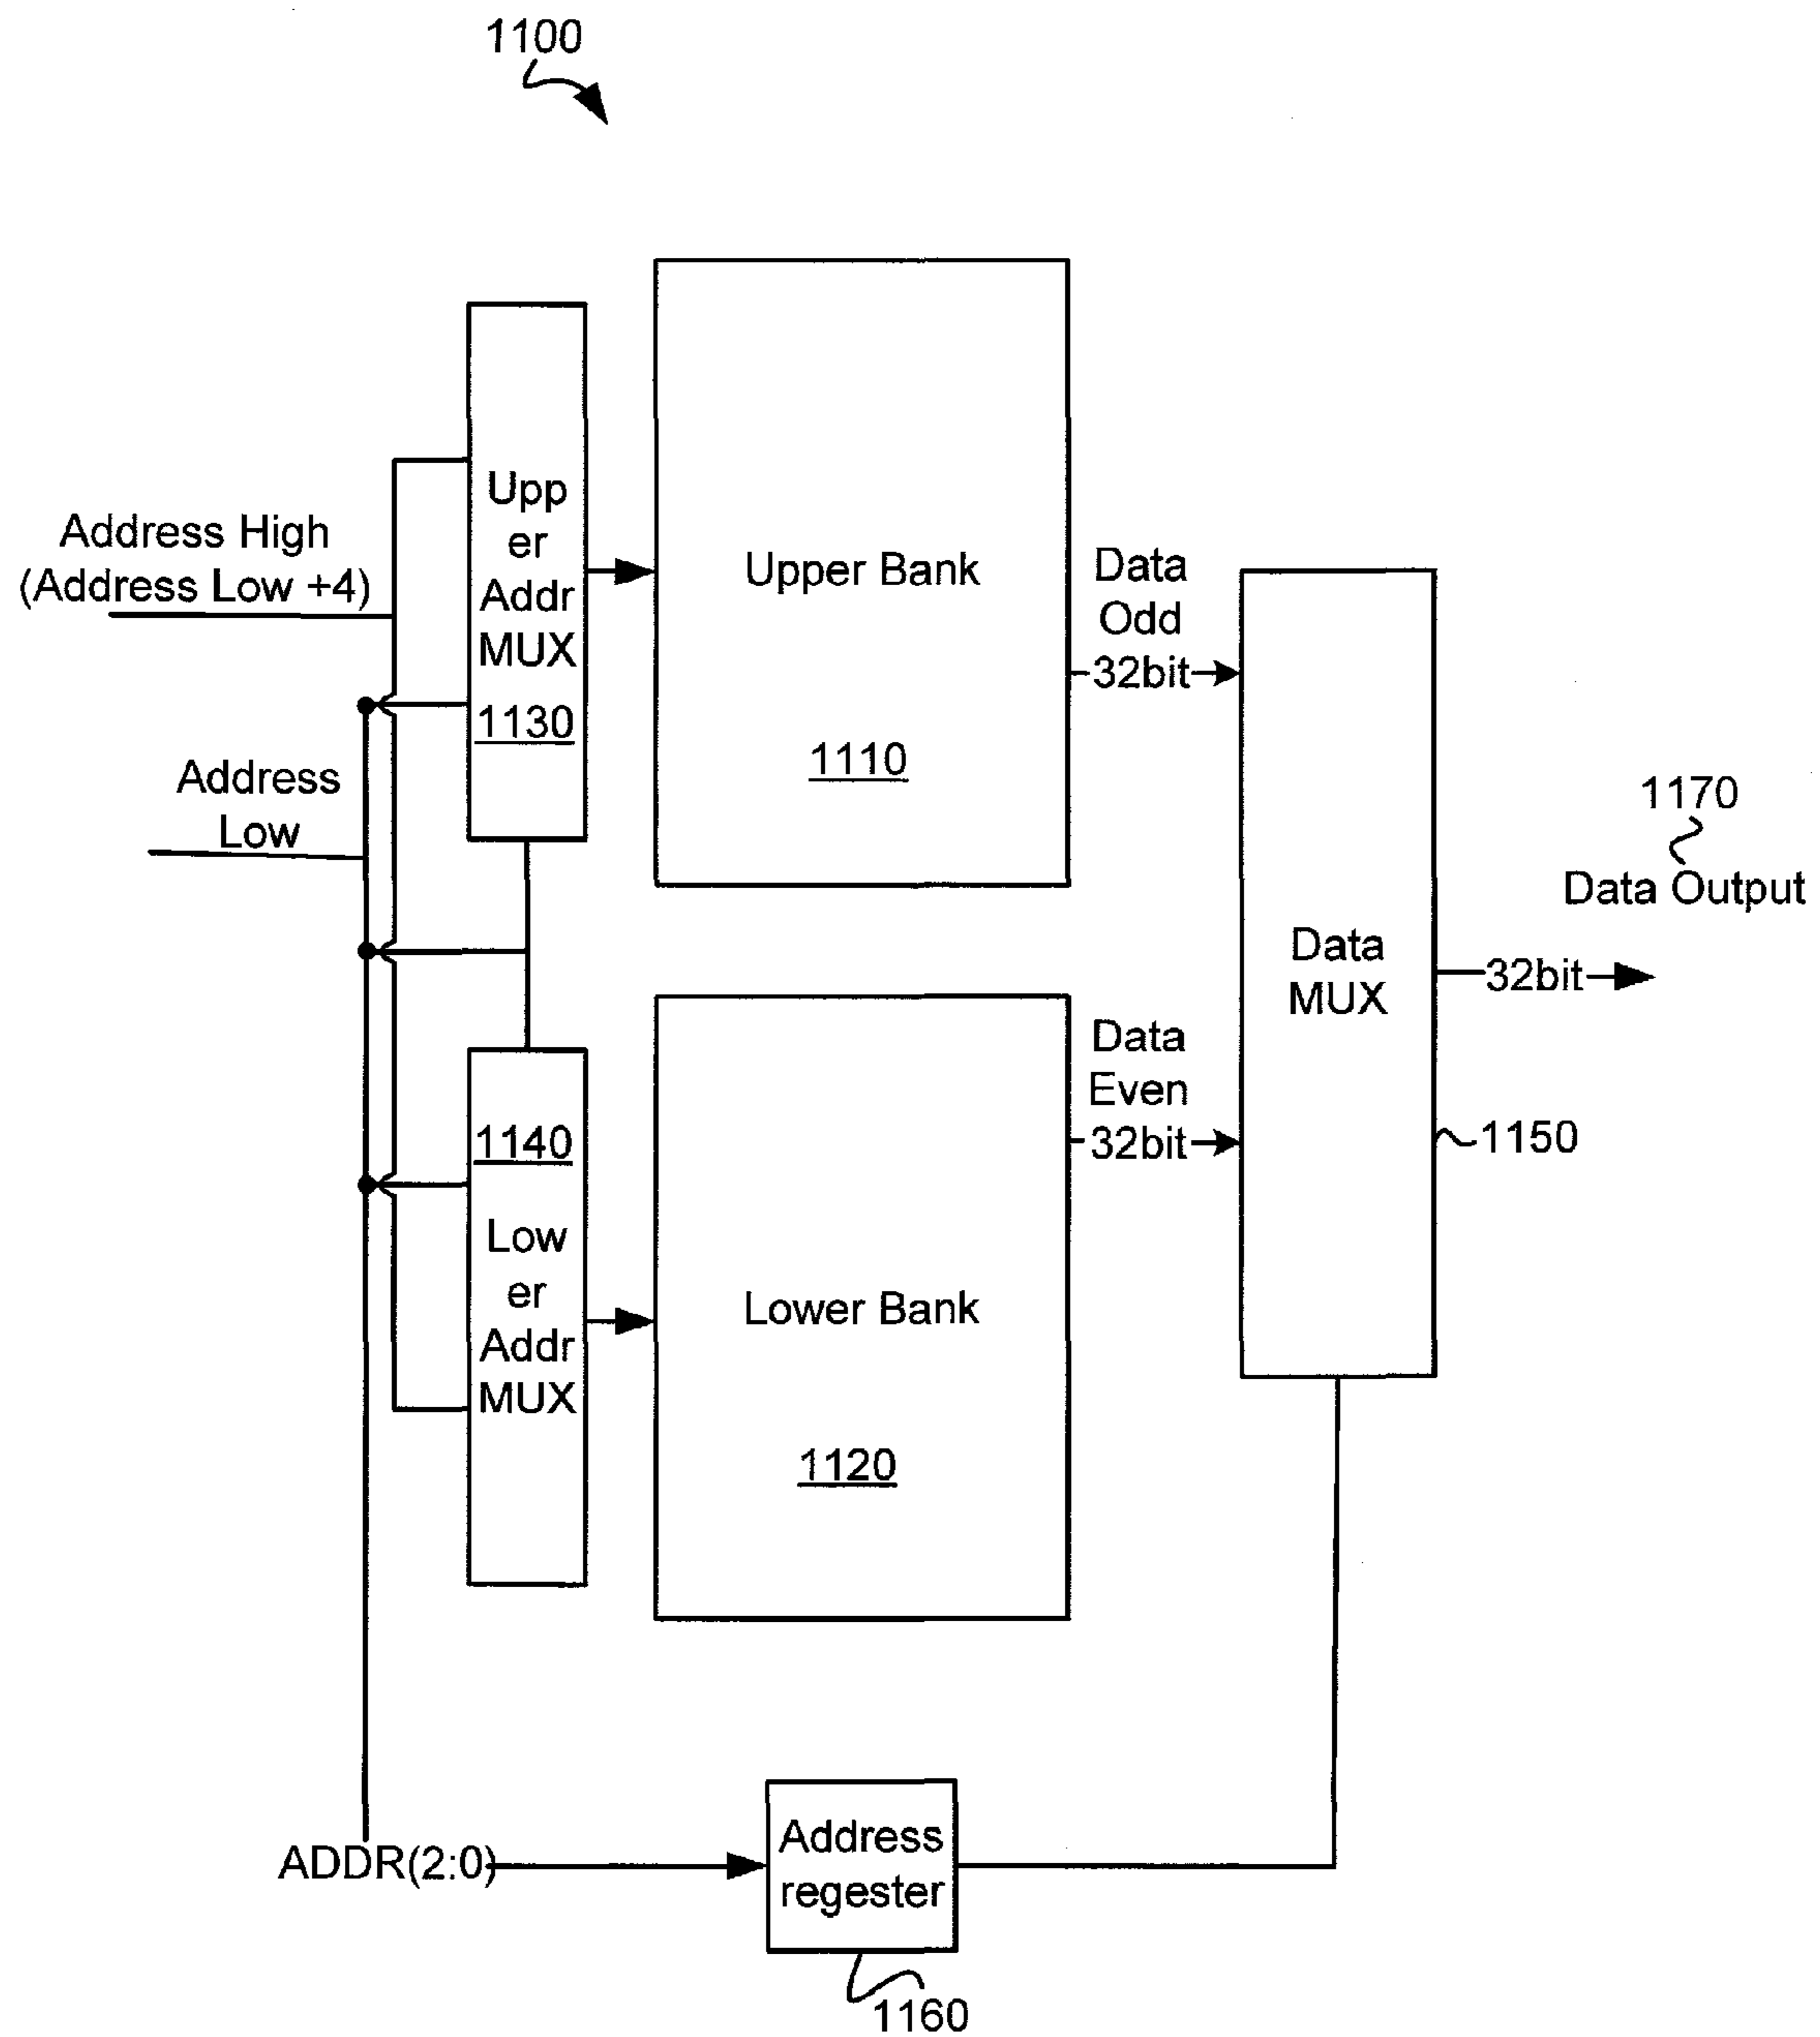 1100
Address High
(Address Low +4)
Address
Low
Upp
er
Addr
MUX
1130
Upper Bank
1110
Data
Odd
32bit
1140
Low
er
Addr
MUX
Lower Bank
1120
Data
Even
32bit
Data
MUX
1150
1170
Data Output
32bit
ADDR(2:0)
Address
regester
1160